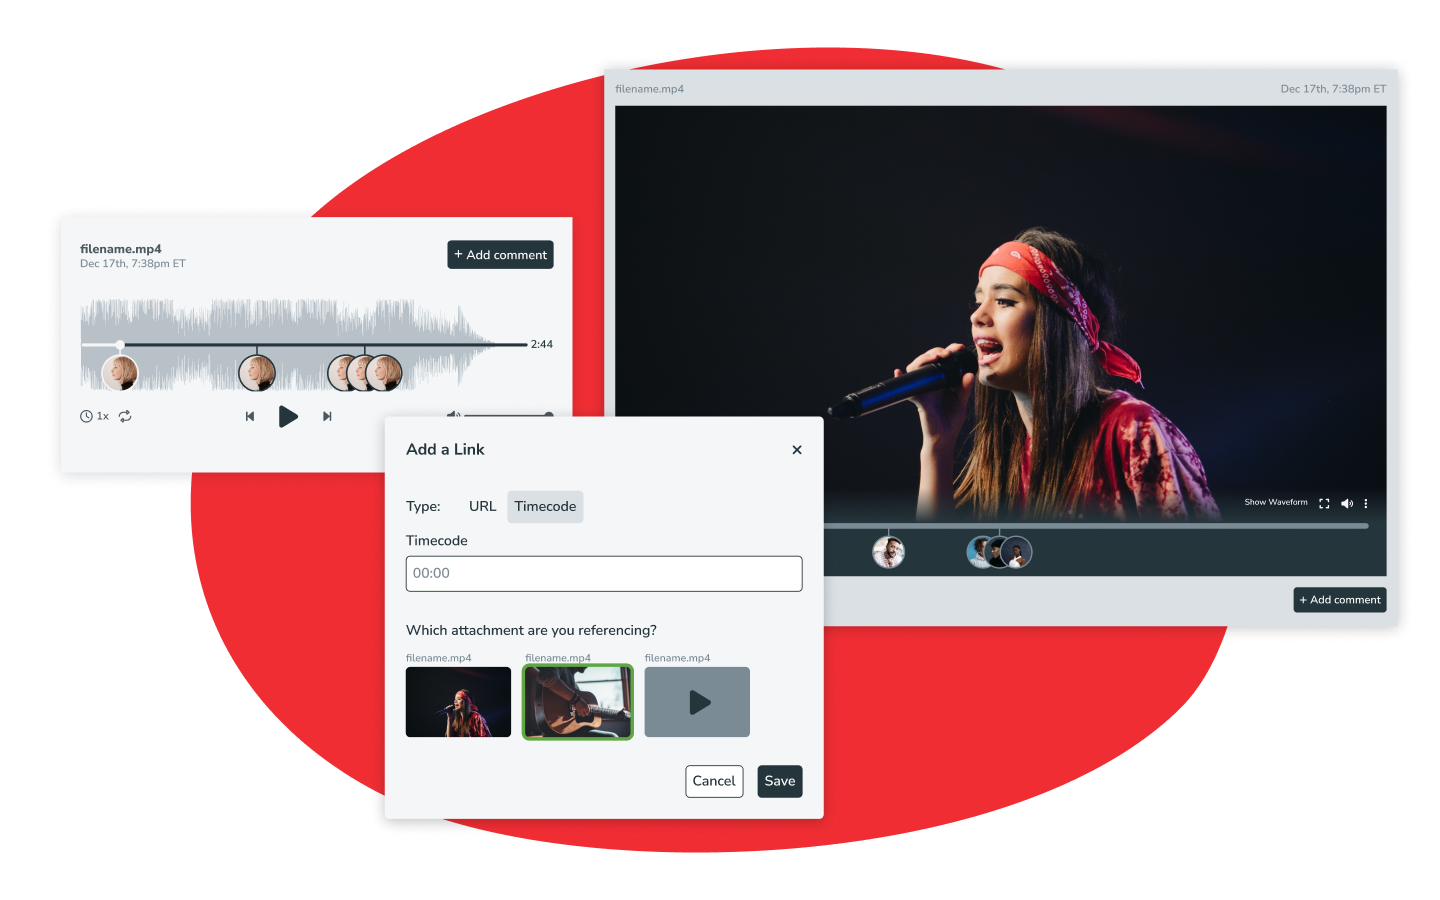 filename.mp4
Dec 17th, 7:38pm ET
filename.mp4
Dec 17th, 7:38pm ET
+ Add comment
2:44
1x
Show Waveform
+ Add comment
Add a Link
Type:
URL
Timecode
Timecode
00:00
Which attachment are you referencing?
filename.mp4
filename.mp4
filename.mp4
Cancel
Save